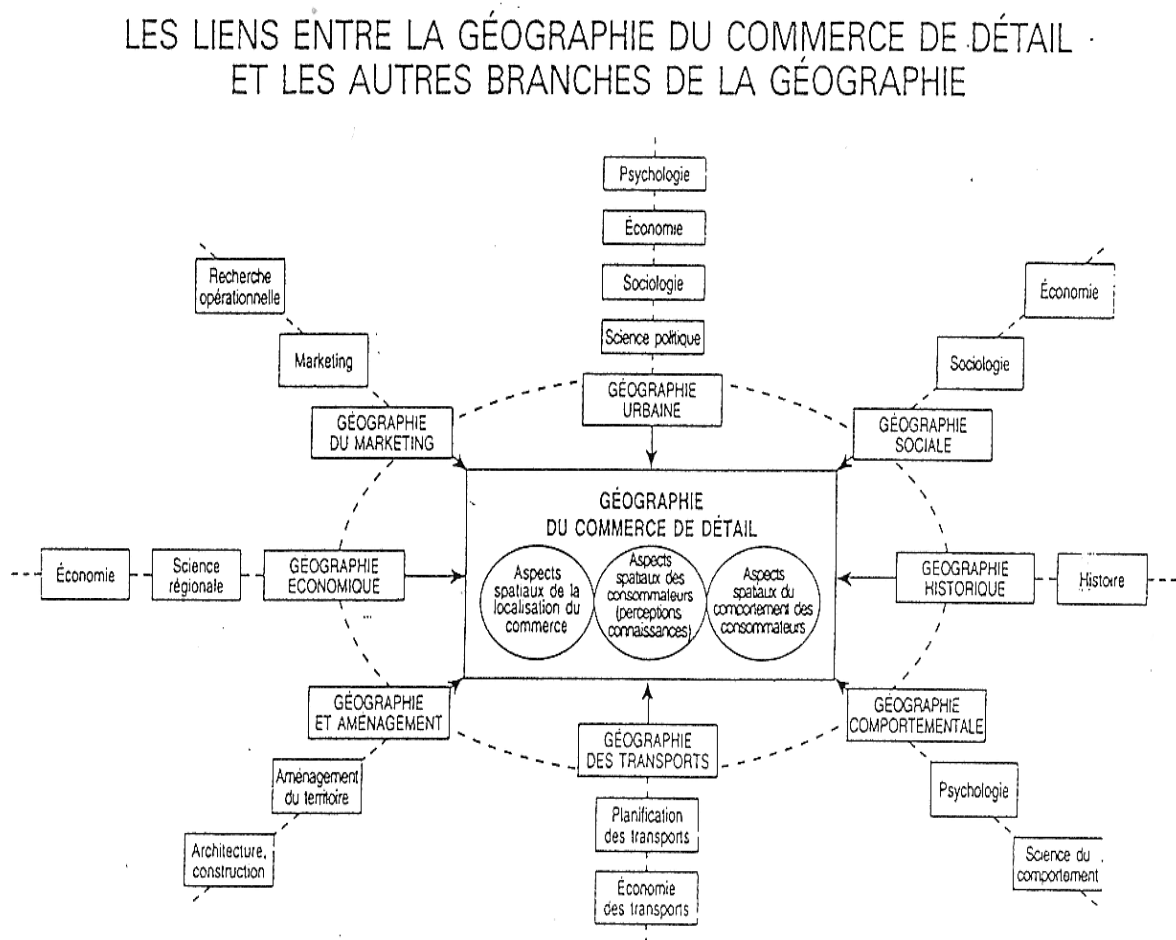 LES LIENS ENTRE LA GÉOGRAPHIE DU COMMERCE DE DÉTAIL
ET LES AUTRES BRANCHES DE LA GÉOGRAPHIE
Psychologie
Économie
Sociologie
Science politique
GÉOGRAPHIE
URBAINE
Recherche
opérationnelle
Marketing
GÉOGRAPHIE
DU MARKETING
Économie
Sociologie
GÉOGRAPHIE
SOCIALE
GÉOGRAPHIE
DU COMMERCE DE DÉTAIL
Aspects
spatiaux de la
localisation du
commerce
Aspects
spatiaux des
consommateurs
(perceptions
connaissances)
Aspects
spatiaux du
comportement des
consommateurs
Économie
Science
régionale
GÉOGRAPHIE
ECONOMIQUE
GÉOGRAPHIE
HISTORIQUE
Histoire
GÉOGRAPHIE
ET AMÉNAGEMENT
Aménagement
du territoire
Architecture,
construction
GÉOGRAPHIE
DES TRANSPORTS
Planification
des transports
Économie
des transports
GÉOGRAPHIE
COMPORTEMENTALE
Psychologie
Science du
comportement